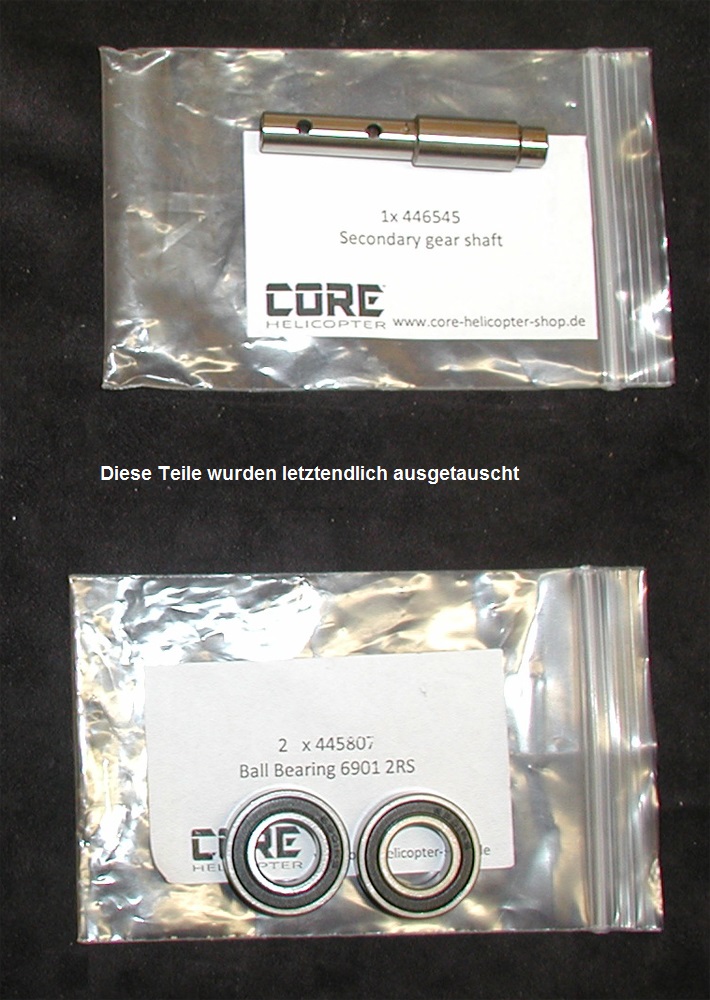 1x 446545
Secondary gear shaft
CORE
HELICOPTER www.core-helicopter-shop.de
Diese Teile wurden letztendlich ausgetauscht
2 x 445807
Ball Bearing 6901 2RS
CORE
HELICOPTER